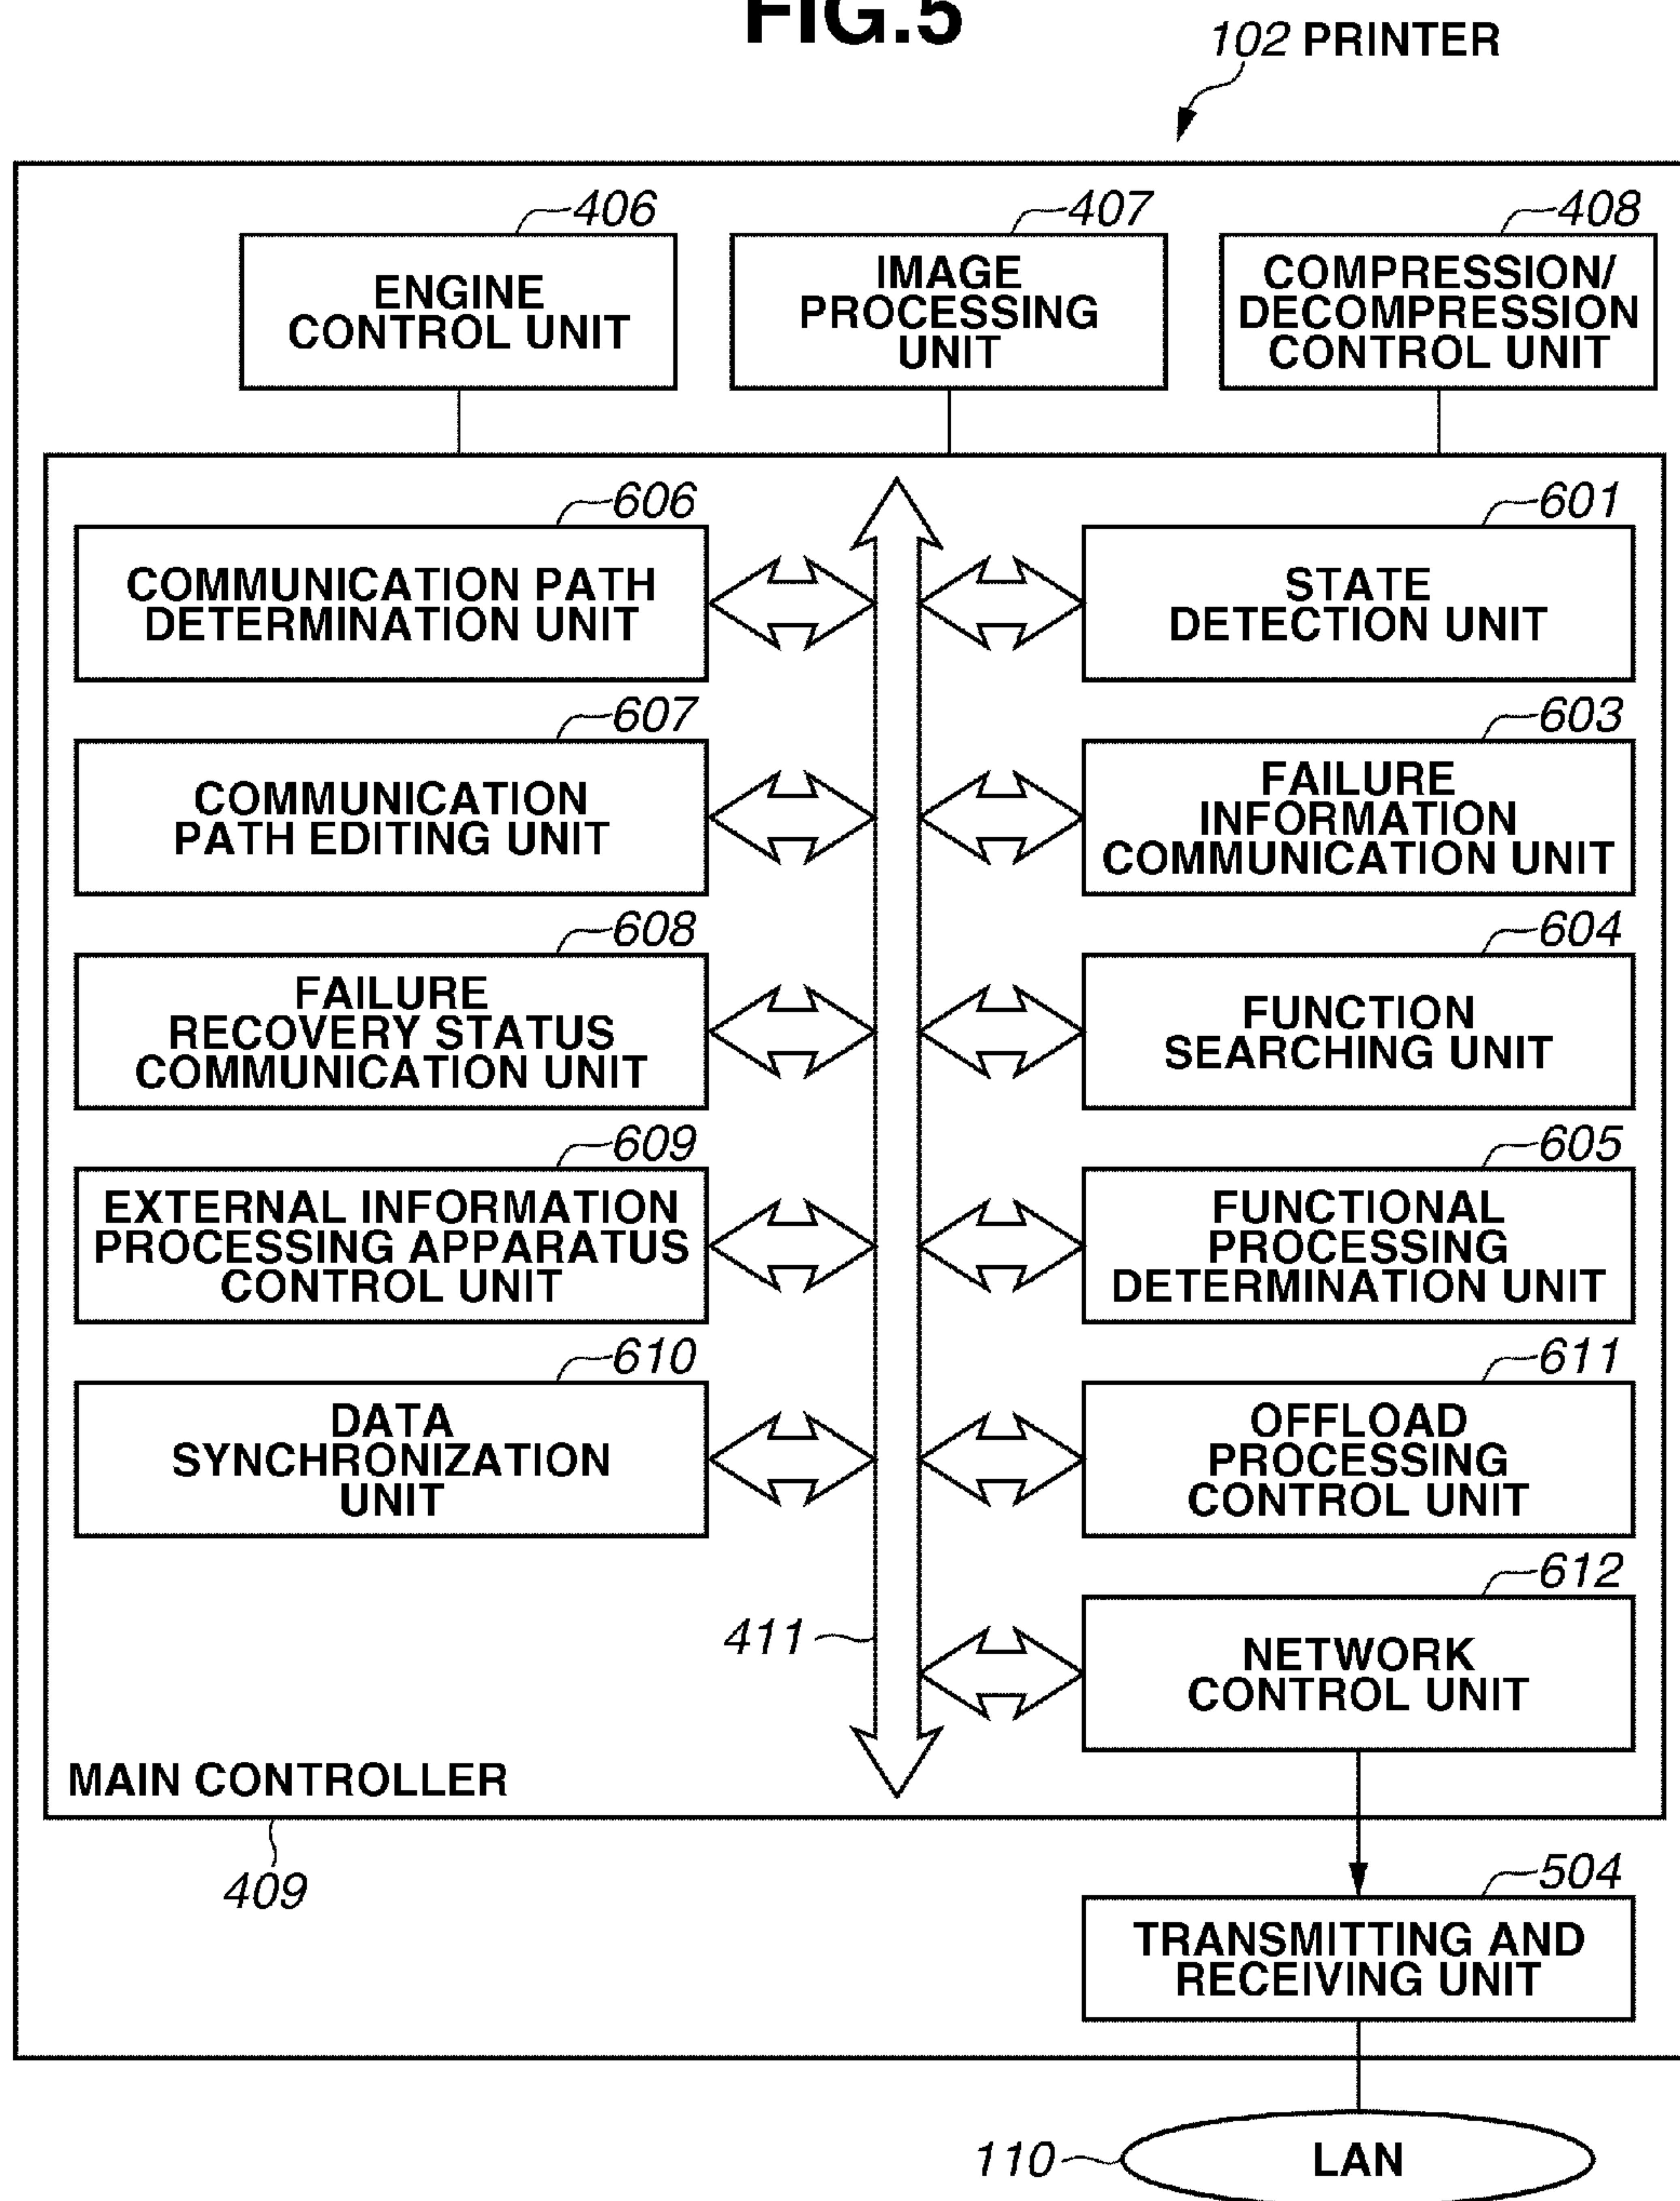 FIG.5
102 PRINTER
406
ENGINE
CONTROL UNIT
407
IMAGE
PROCESSING
UNIT
408
COMPRESSION/
DECOMPRESSION
CONTROL UNIT
606
COMMUNICATION PATH
DETERMINATION UNIT
601
STATE
DETECTION UNIT
607
COMMUNICATION
PATH EDITING UNIT
603
FAILURE
INFORMATION
COMMUNICATION UNIT
608
FAILURE
RECOVERY STATUS
COMMUNICATION UNIT
604
FUNCTION
SEARCHING UNIT
609
EXTERNAL INFORMATION
PROCESSING APPARATUS
CONTROL UNIT
605
FUNCTIONAL
PROCESSING
DETERMINATION UNIT
610
DATA
SYNCHRONIZATION
UNIT
611
OFFLOAD
PROCESSING
CONTROL UNIT
411
612
NETWORK
CONTROL UNIT
MAIN CONTROLLER
409
504
TRANSMITTING AND
RECEIVING UNIT
110
LAN